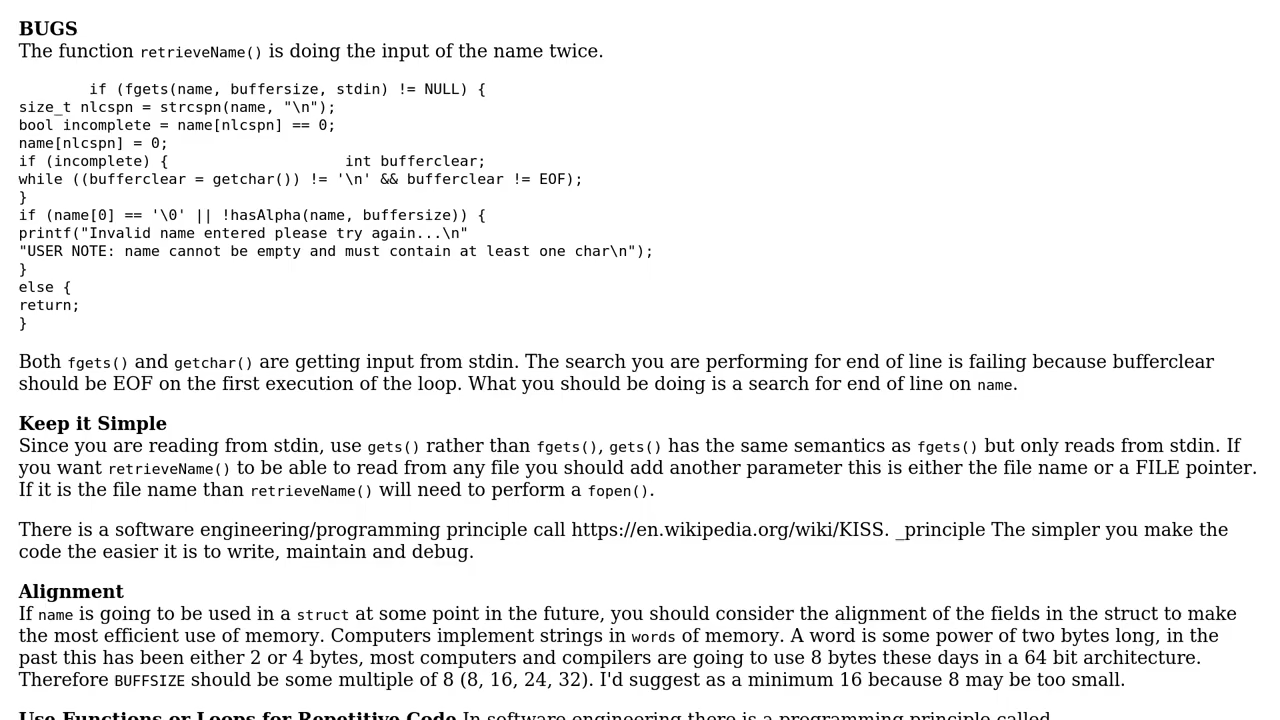 BUGS
The function retrieveName() is doing the input of the name twice.
if (fgets(name, buffersize, stdin) != NULL) {
size_t nlcspn = strcspn(name, "\n");
bool incomplete = name[nlcspn] == 0;
name[nlcspn] = 0;
if (incomplete) { int bufferclear;
while ((bufferclear = getchar()) != '\n' && bufferclear != EOF);
}
if (name[0] == '\0' || !hasAlpha(name, buffersize)) {
printf("Invalid name entered please try again...\n"
"USER NOTE: name cannot be empty and must contain at least one char\n");
}
else {
return;
}
Both fgets() and getchar() are getting input from stdin. The search you are performing for end of line is failing because bufferclear
should be EOF on the first execution of the loop. What you should be doing is a search for end of line on name.
Keep it Simple
Since you are reading from stdin, use gets() rather than fgets(), gets() has the same semantics as fgets() but only reads from stdin. If
you want retrieveName() to be able to read from any file you should add another parameter this is either the file name or a FILE pointer.
If it is the file name than retrieveName() will need to perform a fopen().
There is a software engineering/programming principle call https://en.wikipedia.org/wiki/KISS. _principle The simpler you make the
code the easier it is to write, maintain and debug.
Alignment
If name is going to be used in a struct at some point in the future, you should consider the alignment of the fields in the struct to make
the most efficient use of memory. Computers implement strings in words of memory. A word is some power of two bytes long, in the
past this has been either 2 or 4 bytes, most computers and compilers are going to use 8 bytes these days in a 64 bit architecture.
Therefore BUFFSIZE should be some multiple of 8 (8, 16, 24, 32). I'd suggest as a minimum 16 because 8 may be too small.
Use Functions or Loops for Repetitive Code In software engineering there is a programming principle called